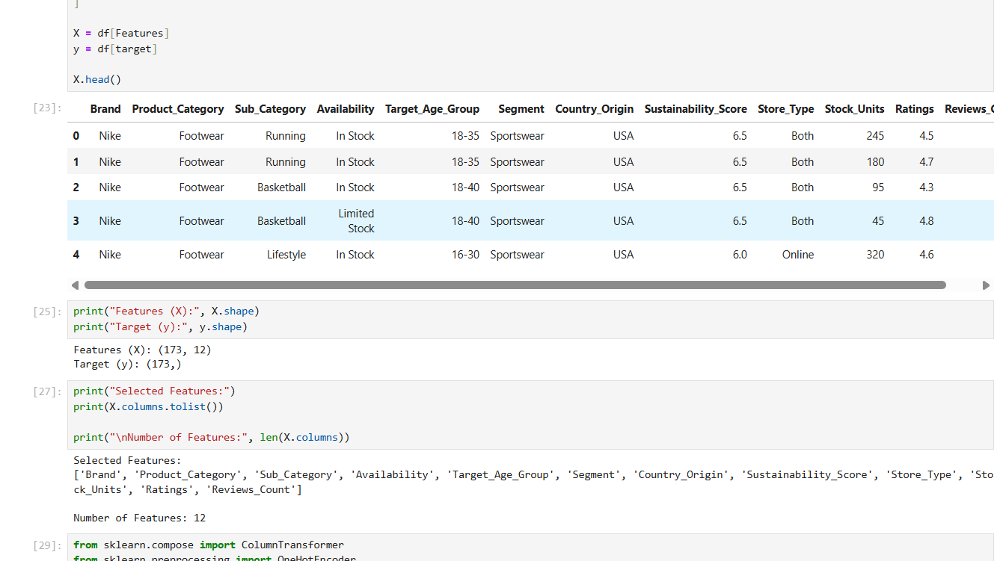 ]
X = df[Features]
y = df[target]
X.head()
[23]:
Brand Product_Category Sub_Category Availability Target_Age_Group Segment Country_Origin Sustainability_Score Store_Type Stock_Units Ratings
0 Nike Footwear Running In Stock 18-35 Sportswear USA 6.5 Both 245 4.5
1 Nike Footwear Running In Stock 18-35 Sportswear USA 6.5 Both 180 4.7
2 Nike Footwear Basketball In Stock 18-40 Sportswear USA 6.5 Both 95 4.3
3 Nike Footwear Basketball Limited Stock 18-40 Sportswear USA 6.5 Both 45 4.8
4 Nike Footwear Lifestyle In Stock 16-30 Sportswear USA 6.0 Online 320 4.6
[25]:
print("Features (X):", X.shape)
print("Target (y):", y.shape)
Features (X): (173, 12)
Target (y): (173,)
[27]:
print("Selected Features:")
print(X.columns.tolist())
print("\nNumber of Features:", len(X.columns))
Selected Features:
['Brand', 'Product_Category', 'Sub_Category', 'Availability', 'Target_Age_Group', 'Segment', 'Country_Origin', 'Sustainability_Score', 'Store_Type', 'Sto
ck_Units', 'Ratings', 'Reviews_Count']
Number of Features: 12
[29]:
from sklearn.compose import ColumnTransformer
from sklearn.preprocessing import OneHotEncoder